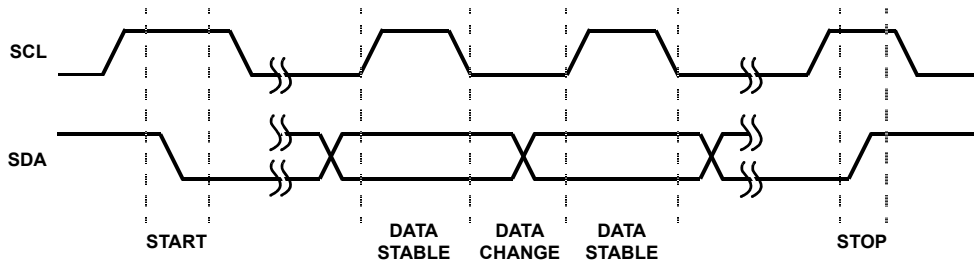 SCL
SDA
START
DATA
STABLE
DATA
CHANGE
DATA
STABLE
STOP